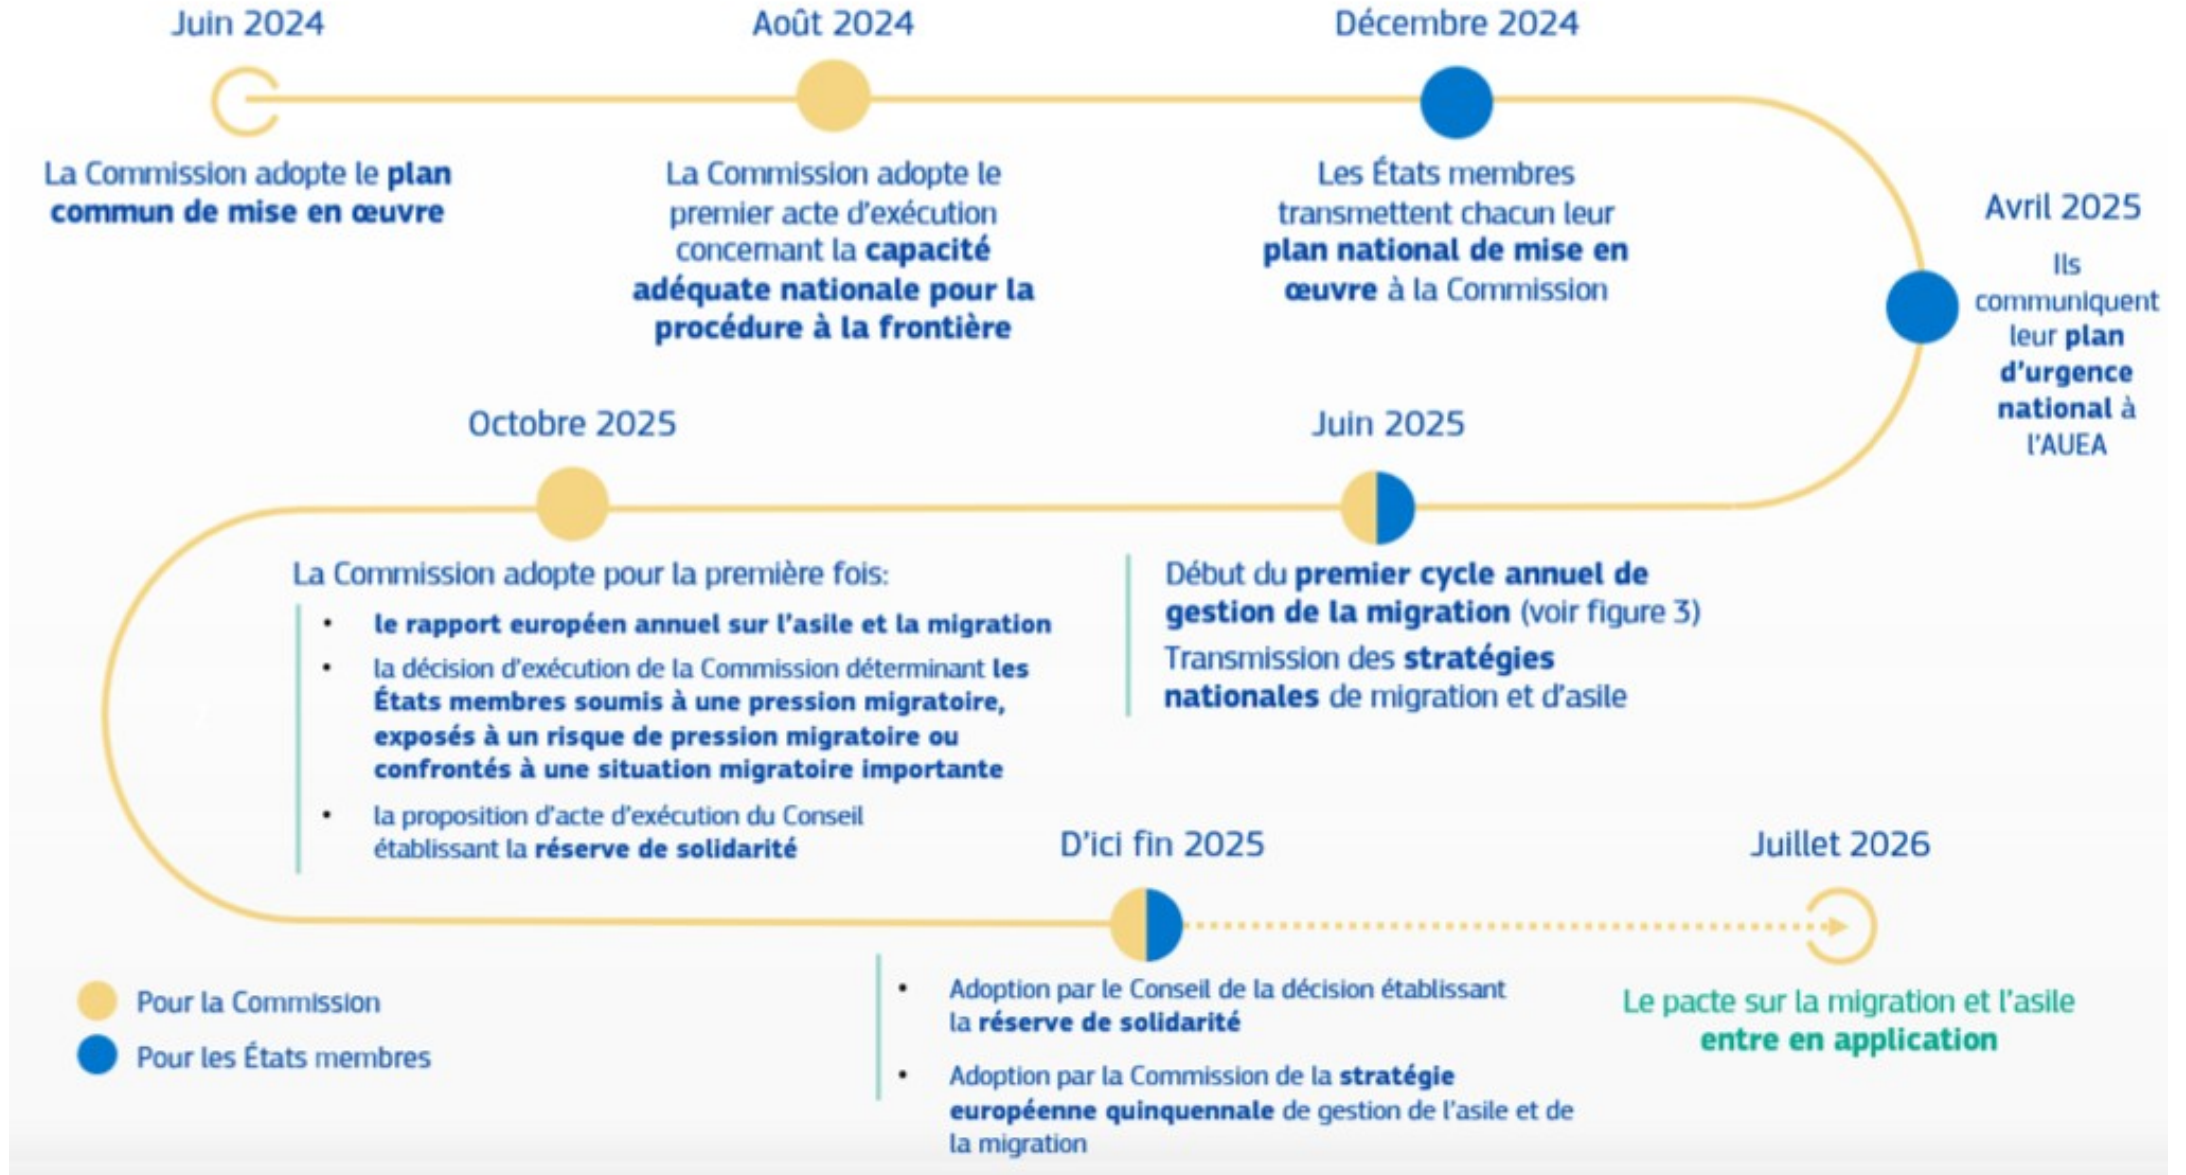 Juin 2024
La Commission adopte le plan
commun de mise en œuvre
Août 2024
La Commission adopte le
premier acte d'exécution
concernant la capacité
adéquate nationale pour la
procédure à la frontière
Décembre 2024
Les États membres
transmettent chacun leur
plan national de mise en
œuvre à la Commission
Avril 2025
Ils
communiquent
leur plan
d'urgence
national à
l'AUEA
Juin 2025
Début du premier cycle annuel de
gestion de la migration (voir figure 3)
Transmission des stratégies
nationales de migration et d'asile
Octobre 2025
La Commission adopte pour la première fois:
• le rapport européen annuel sur l'asile et la migration
• la décision d'exécution de la Commission déterminant les
États membres soumis à une pression migratoire,
exposés à un risque de pression migratoire ou
confrontés à une situation migratoire importante
• la proposition d'acte d'exécution du Conseil
établissant la réserve de solidarité
D'ici fin 2025
• Adoption par le Conseil de la décision établissant
la réserve de solidarité
• Adoption par la Commission de la stratégie
européenne quinquennale de gestion de l'asile et de
la migration
Juillet 2026
Le pacte sur la migration et l'asile
entre en application
Pour la Commission
Pour les États membres